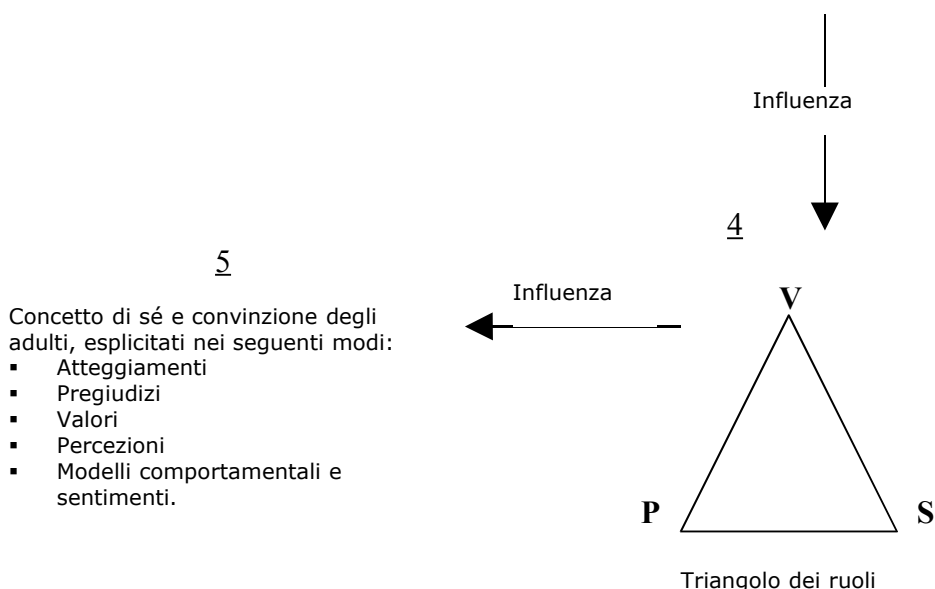 Influenza
4
5
Influenza
V
Concetto di sé e convinzione degli
adulti, esplicitati nei seguenti modi:
▪ Atteggiamenti
▪ Pregiudizi
▪ Valori
▪ Percezioni
▪ Modelli comportamentali e
sentimenti.
P S
Triangolo dei ruoli